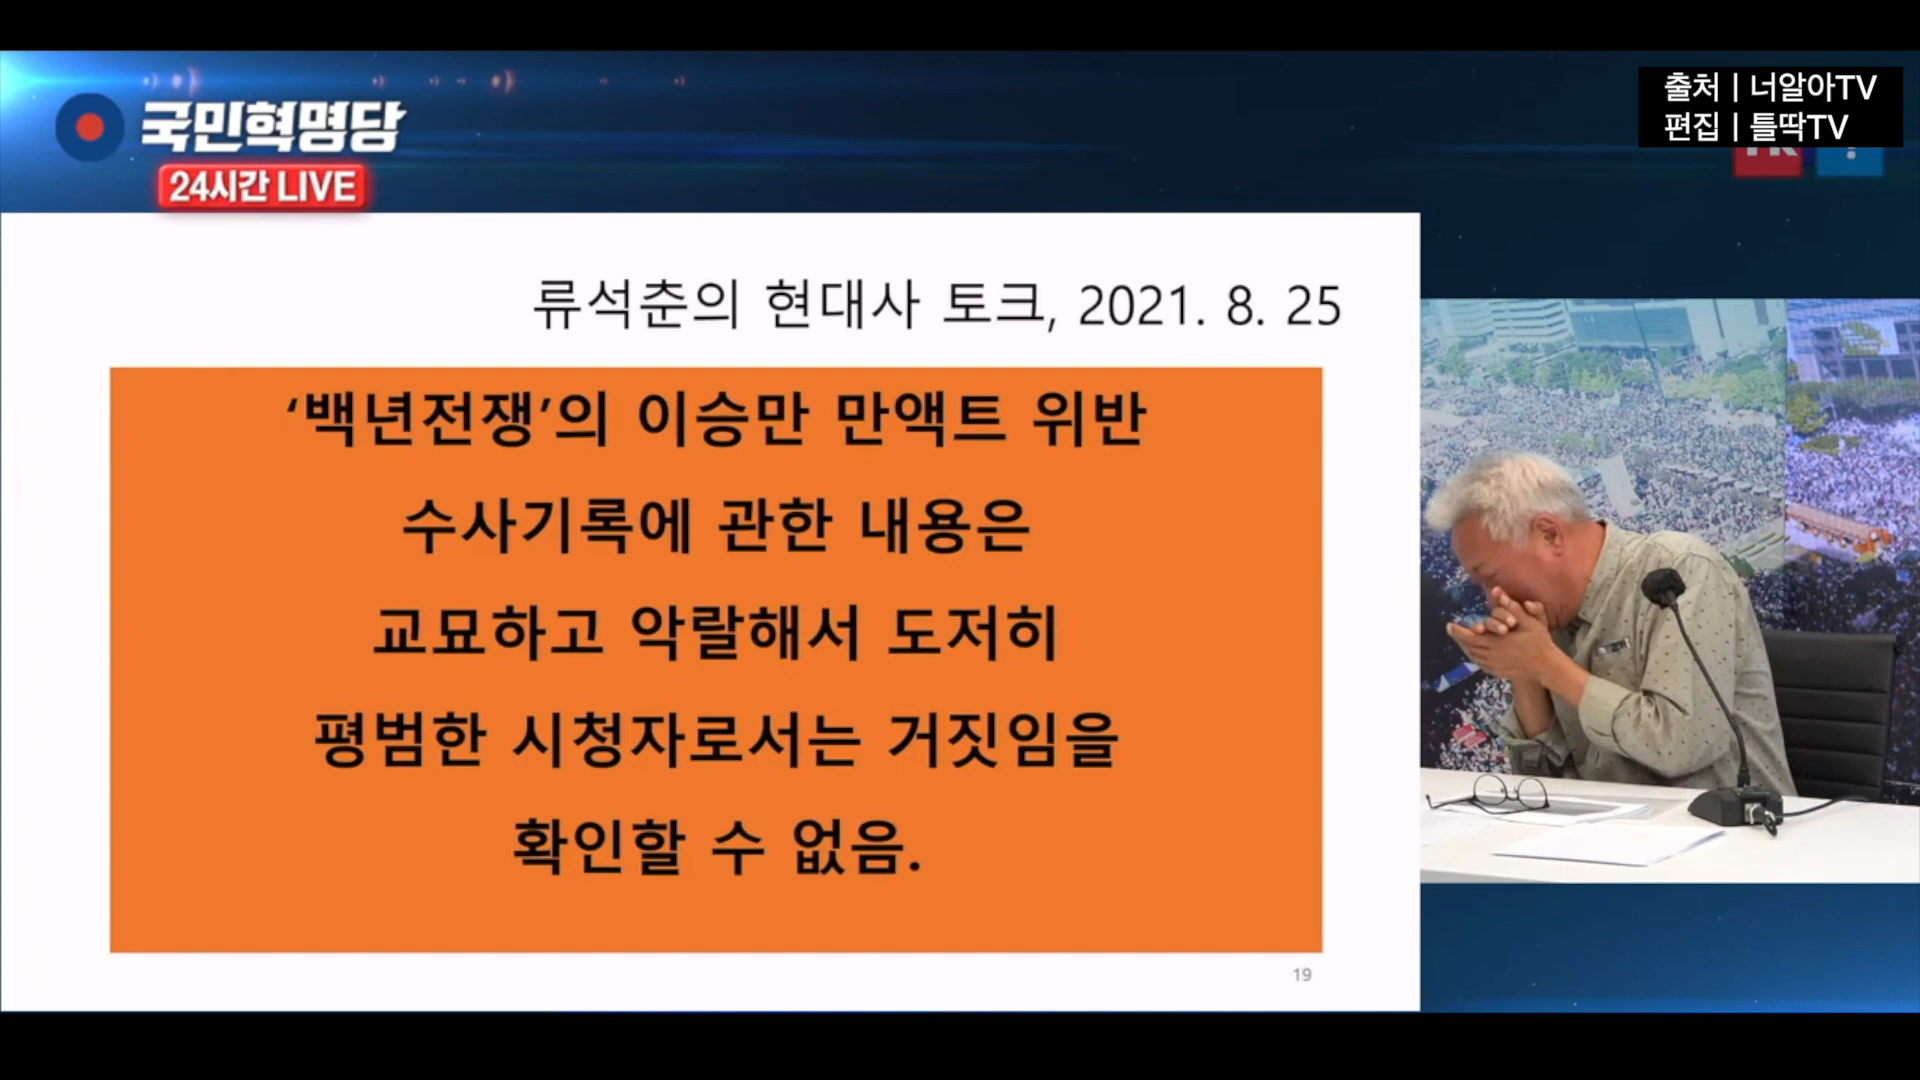 출처 | 너알아TV
편집 | 틀딱TV
국민혁명당
24시간 LIVE
류석춘의 현대사 토크, 2021. 8. 25
‘백년전쟁’의 이승만 만액트 위반
수사기록에 관한 내용은
교묘하고 악랄해서 도저히
평범한 시청자로서는 거짓임을
확인할 수 없음.
19